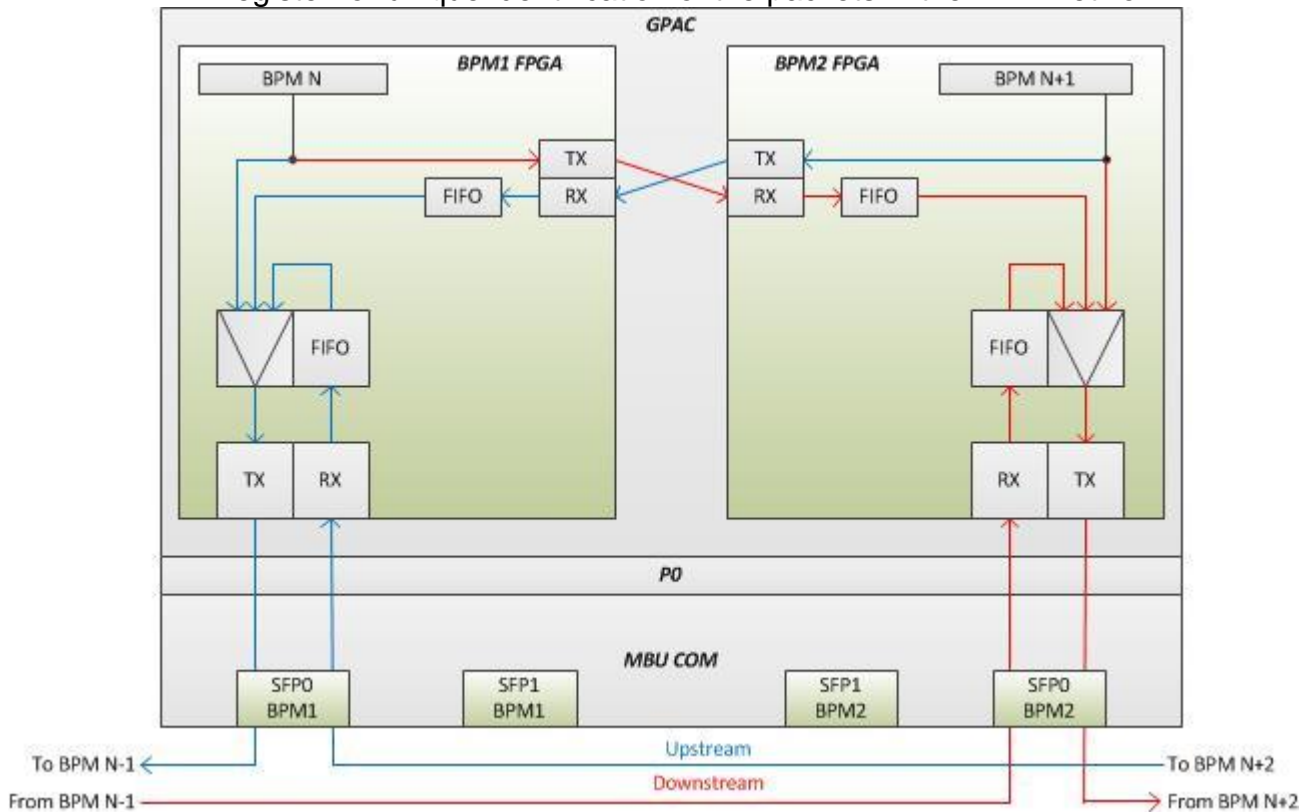 GPAC
BPM1 FPGA
BPM2 FPGA
BPM N
BPM N+1
TX
TX
FIFO
RX
RX
FIFO
FIFO
FIFO
TX
RX
RX
TX
P0
MBU COM
SFP0
BPM1
SFP1
BPM1
SFP1
BPM2
SFP0
BPM2
Upstream
To BPM N-1
To BPM N+2
Downstream
From BPM N-1
From BPM N+2